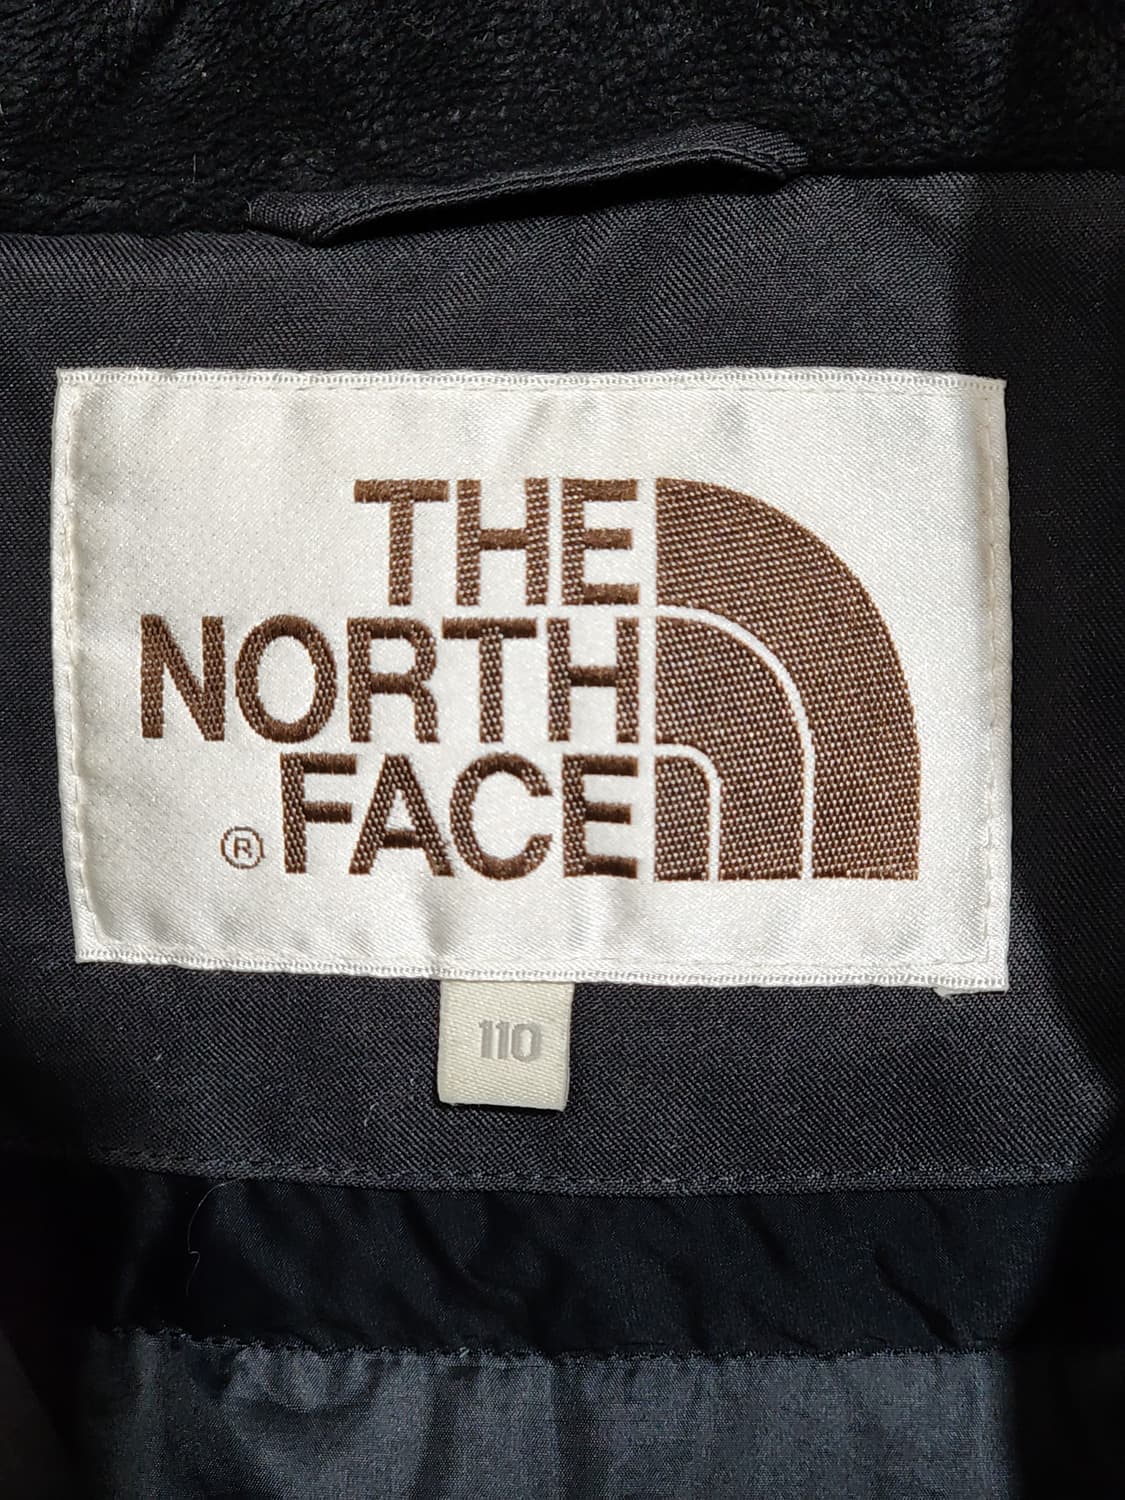 THE
NORTH
® FACE
110